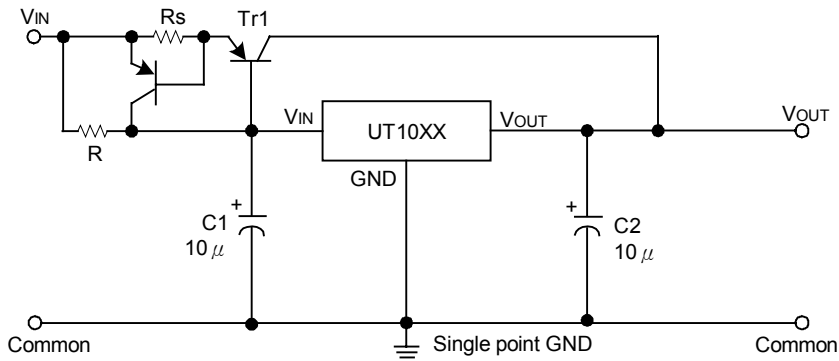 VIN
Rs
Tr1
R
VIN
UT10XX
VOUT
GND
VOUT
+
C1
10μ
+
C2
10μ
Common
Single point GND
Common